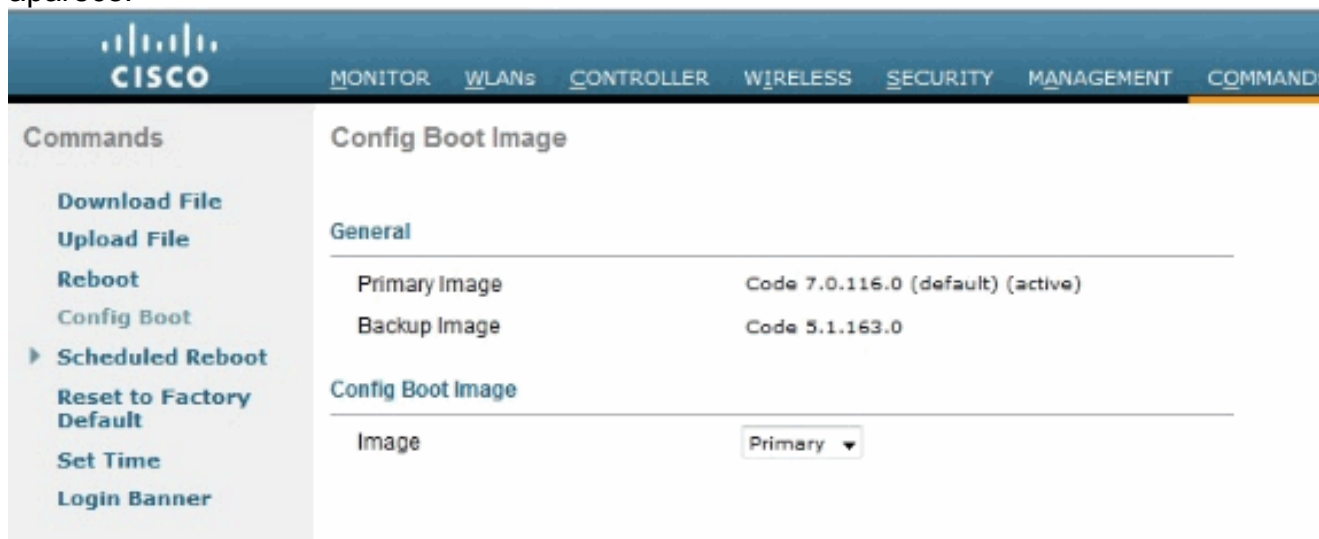 aparece.
CISCO
MONITOR WLANs CONTROLLER WIRELESS SECURITY MANAGEMENT COMMANDS
Commands
Download File
Upload File
Reboot
Config Boot
Scheduled Reboot
Reset to Factory
Default
Set Time
Login Banner
Config Boot Image
General
Primary Image Code 7.0.116.0 (default) (active)
Backup Image Code 5.1.163.0
Config Boot Image
Image Primary